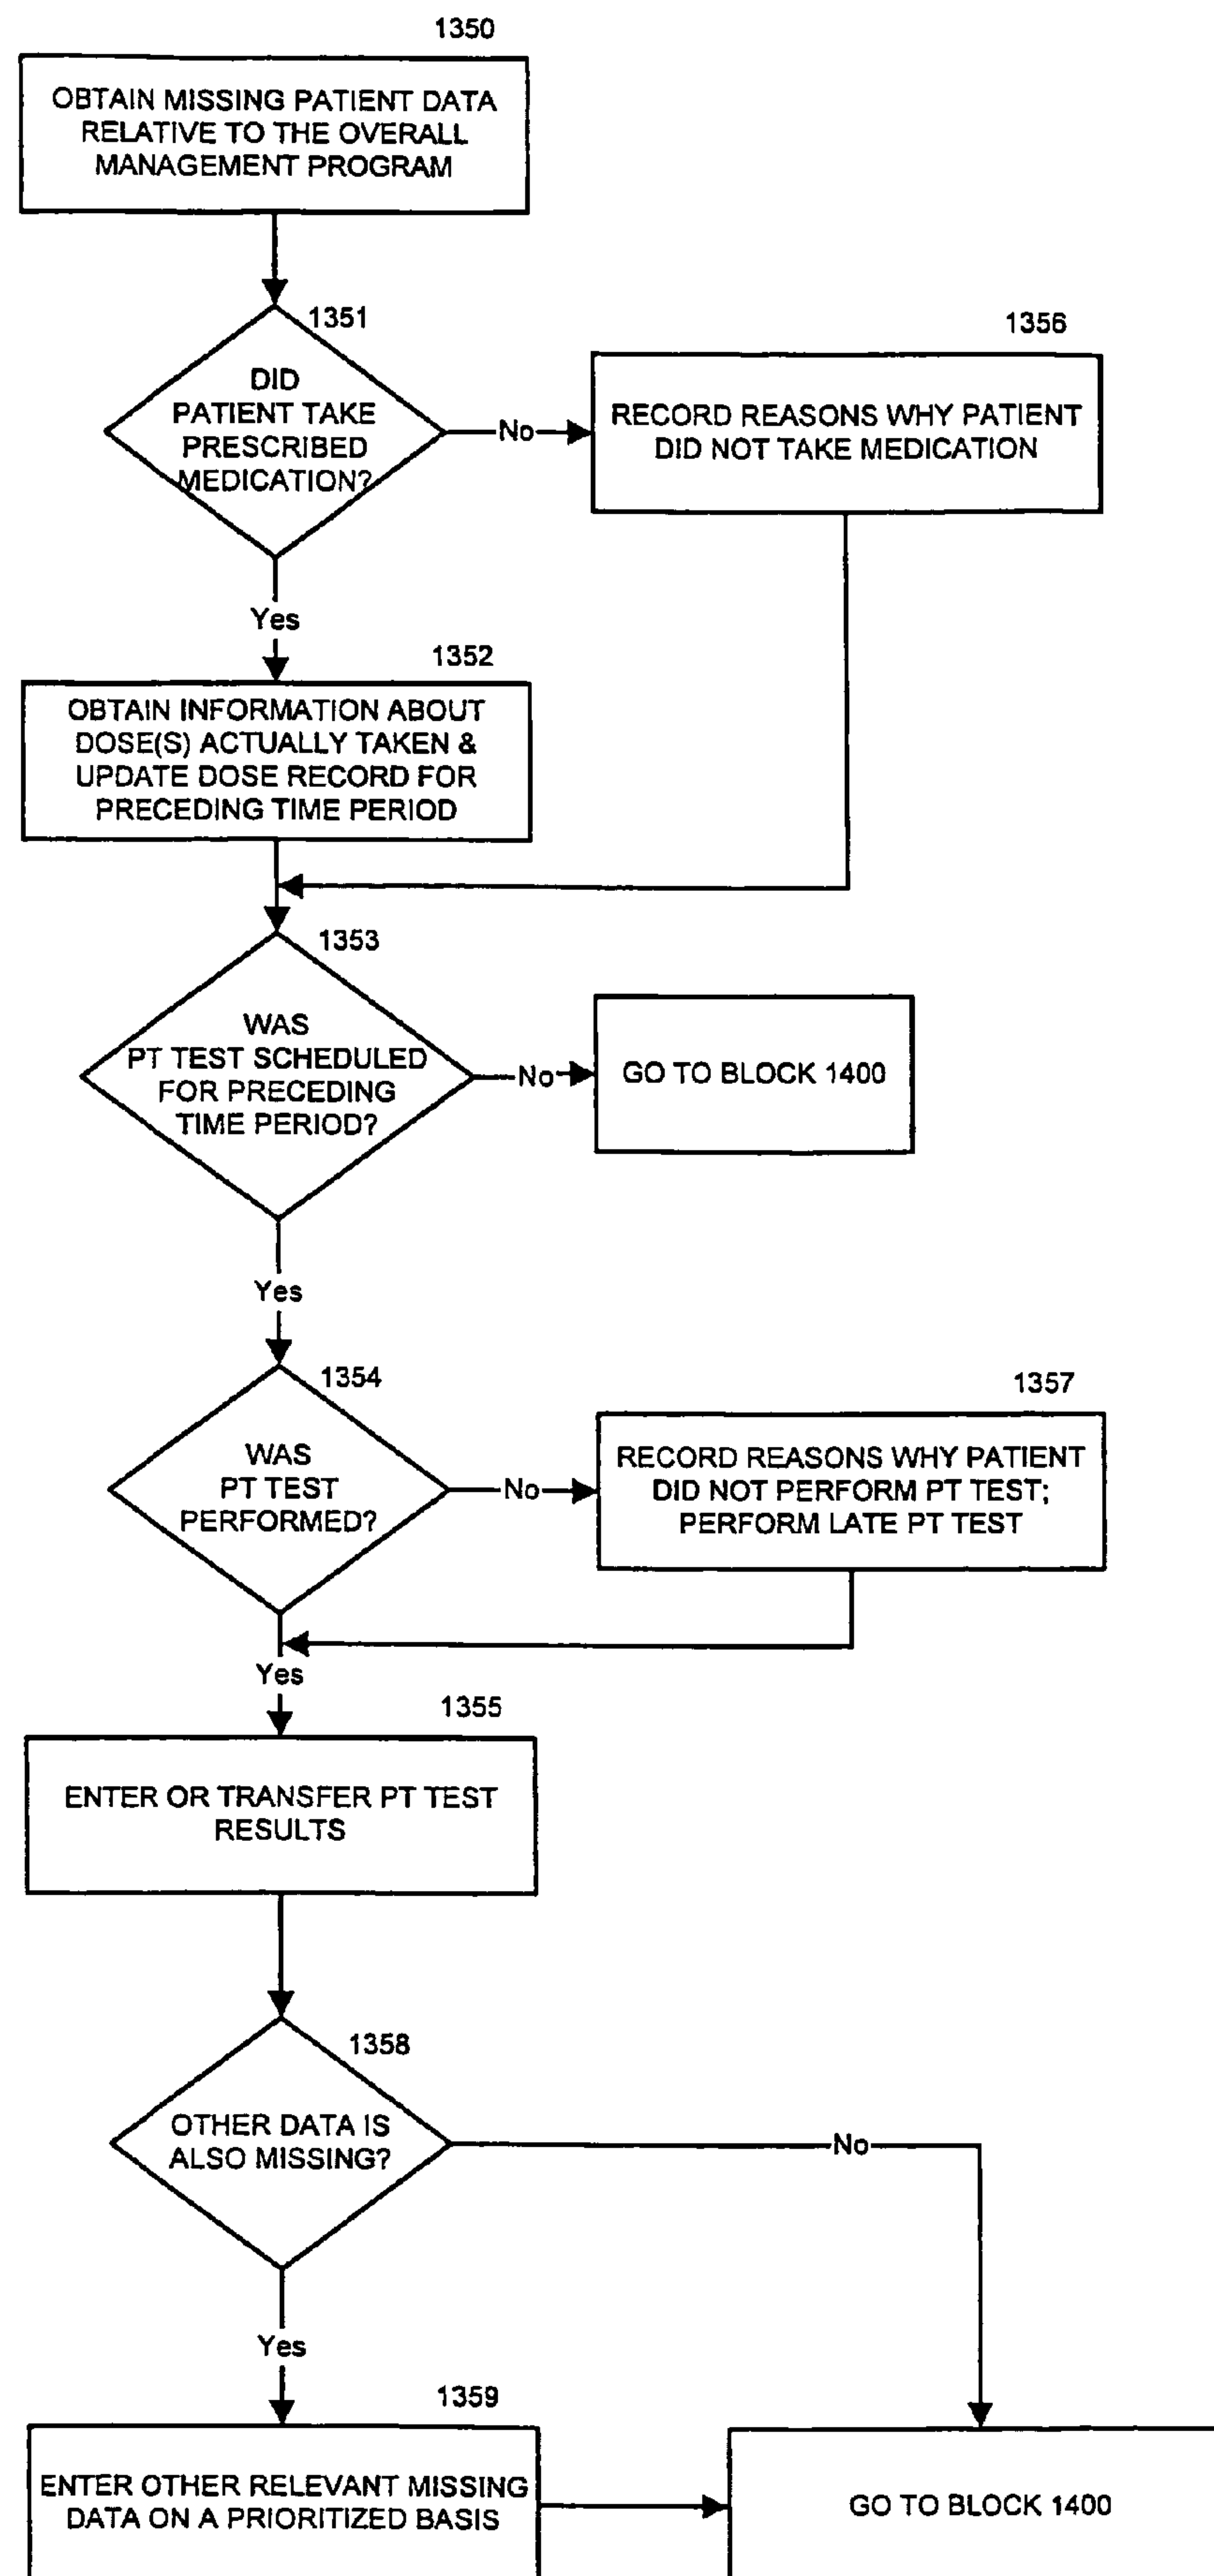 1350
OBTAIN MISSING PATIENT DATA
RELATIVE TO THE OVERALL
MANAGEMENT PROGRAM
1351
DID
PATIENT TAKE
PRESCRIBED
MEDICATION?
No
1356
RECORD REASONS WHY PATIENT
DID NOT TAKE MEDICATION
Yes
1352
OBTAIN INFORMATION ABOUT
DOSE(S) ACTUALLY TAKEN &
UPDATE DOSE RECORD FOR
PRECEDING TIME PERIOD
1353
WAS
PT TEST SCHEDULED
FOR PRECEDING
TIME PERIOD?
No
GO TO BLOCK 1400
Yes
1354
WAS
PT TEST
PERFORMED?
No
1357
RECORD REASONS WHY PATIENT
DID NOT PERFORM PT TEST;
PERFORM LATE PT TEST
Yes
1355
ENTER OR TRANSFER PT TEST
RESULTS
1358
OTHER DATA IS
ALSO MISSING?
No
Yes
1359
ENTER OTHER RELEVANT MISSING
DATA ON A PRIORITIZED BASIS
GO TO BLOCK 1400